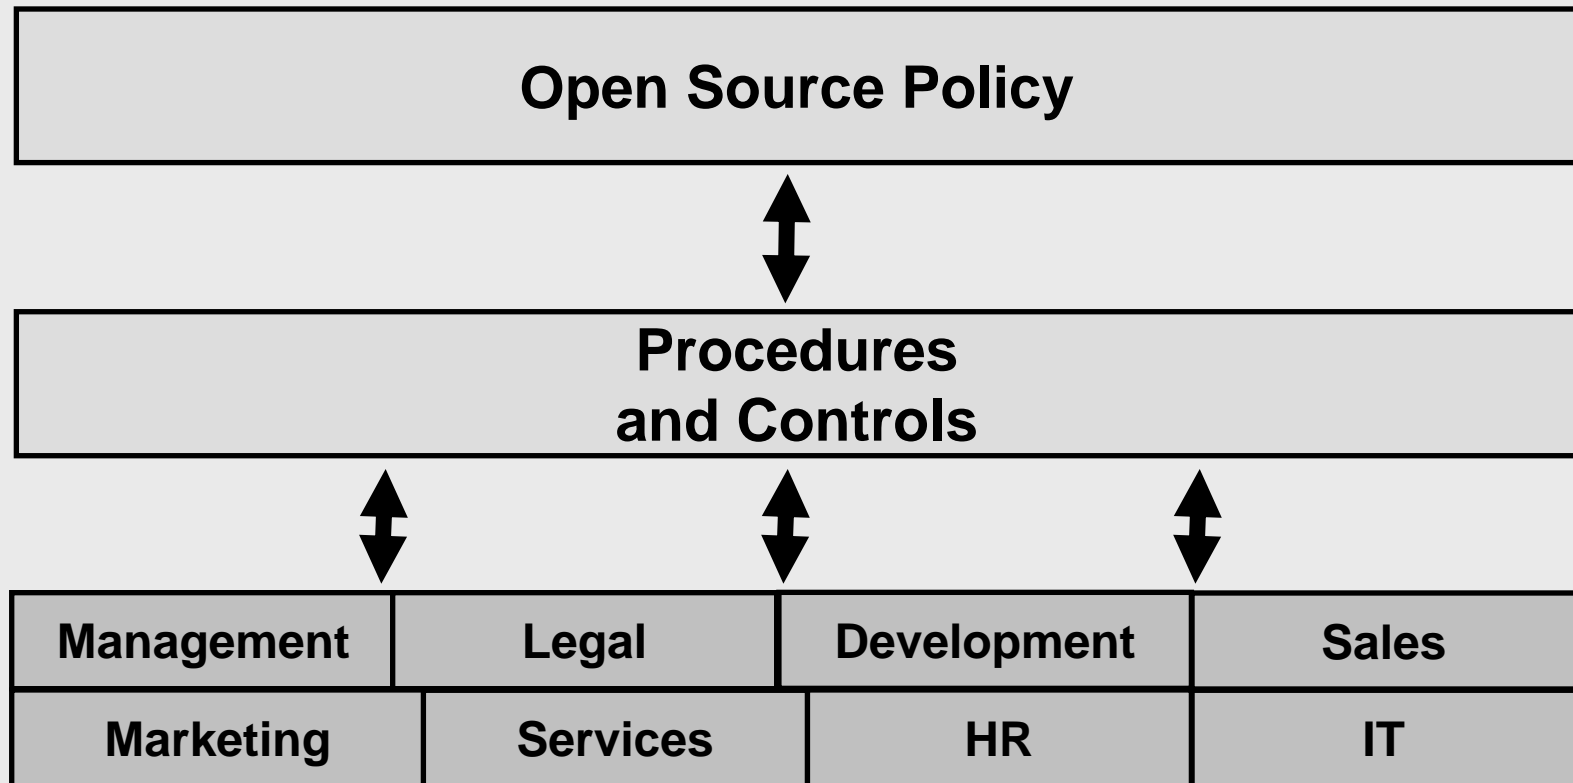 Open Source Policy
Procedures
and Controls
Management Legal Development Sales
Marketing Services HR IT